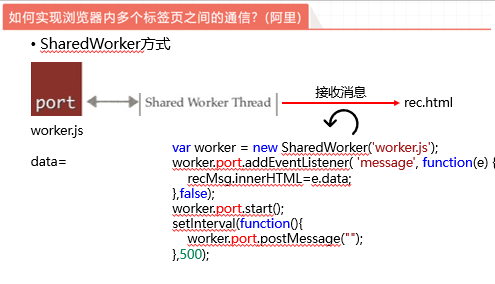 如何实现浏览器内多个标签页之间的通信? (阿里)
• SharedWorker方式
port
Shared Worker Thread
接收消息
rec.html
worker.js
data=
var worker = new SharedWorker('worker.js');
worker.port.addEventListener( 'message', function(e) {
recMsg.innerHTML=e.data;
},false);
worker.port.start();
setInterval(function(){
worker.port.postMessage("");
},500);